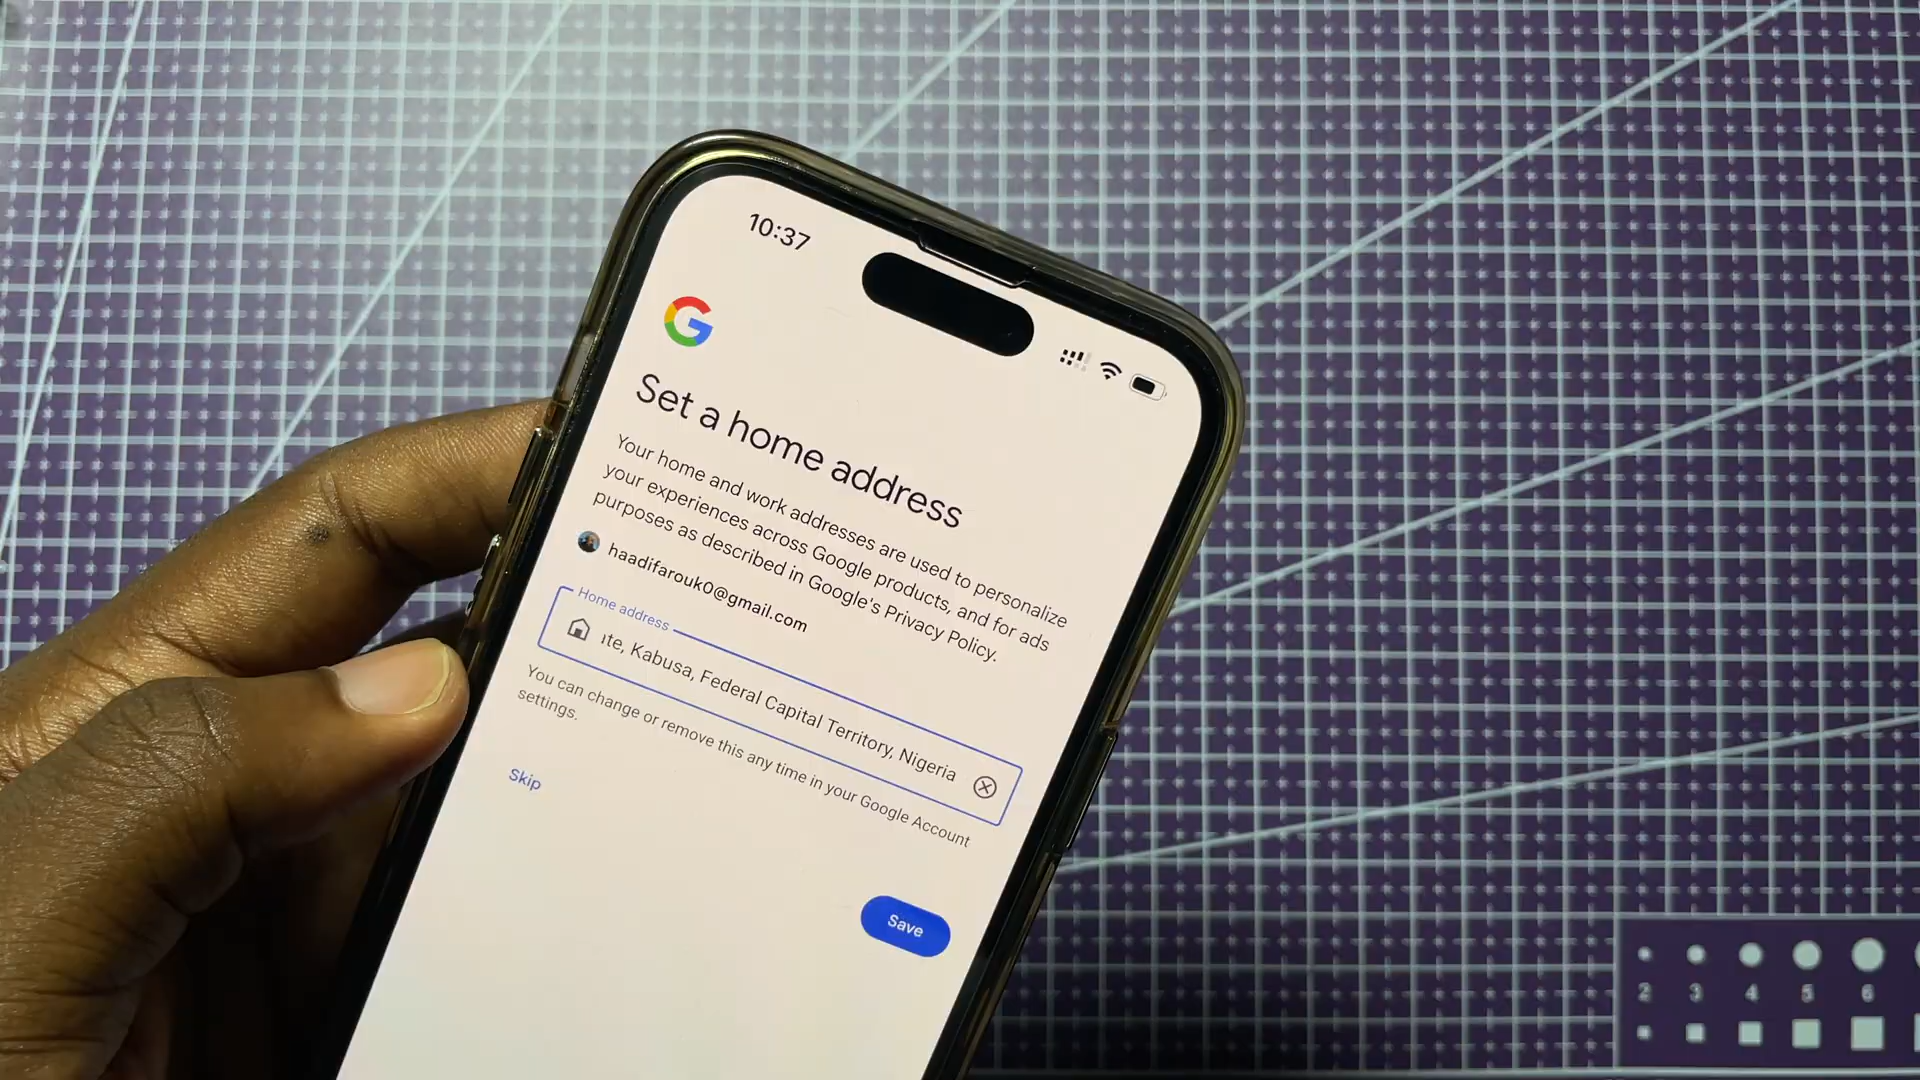 10:37
Set a home address
Your home and work addresses are used to personalize
your experiences across Google products, and for ads
purposes as described in Google's Privacy Policy.
haadifarouk0@gmail.com
Home address
Kabusa, Federal Capital Territory, Nigeria
You can change or remove this any time in your Google Account
settings.
Skip
Save
2 3 4 5 6